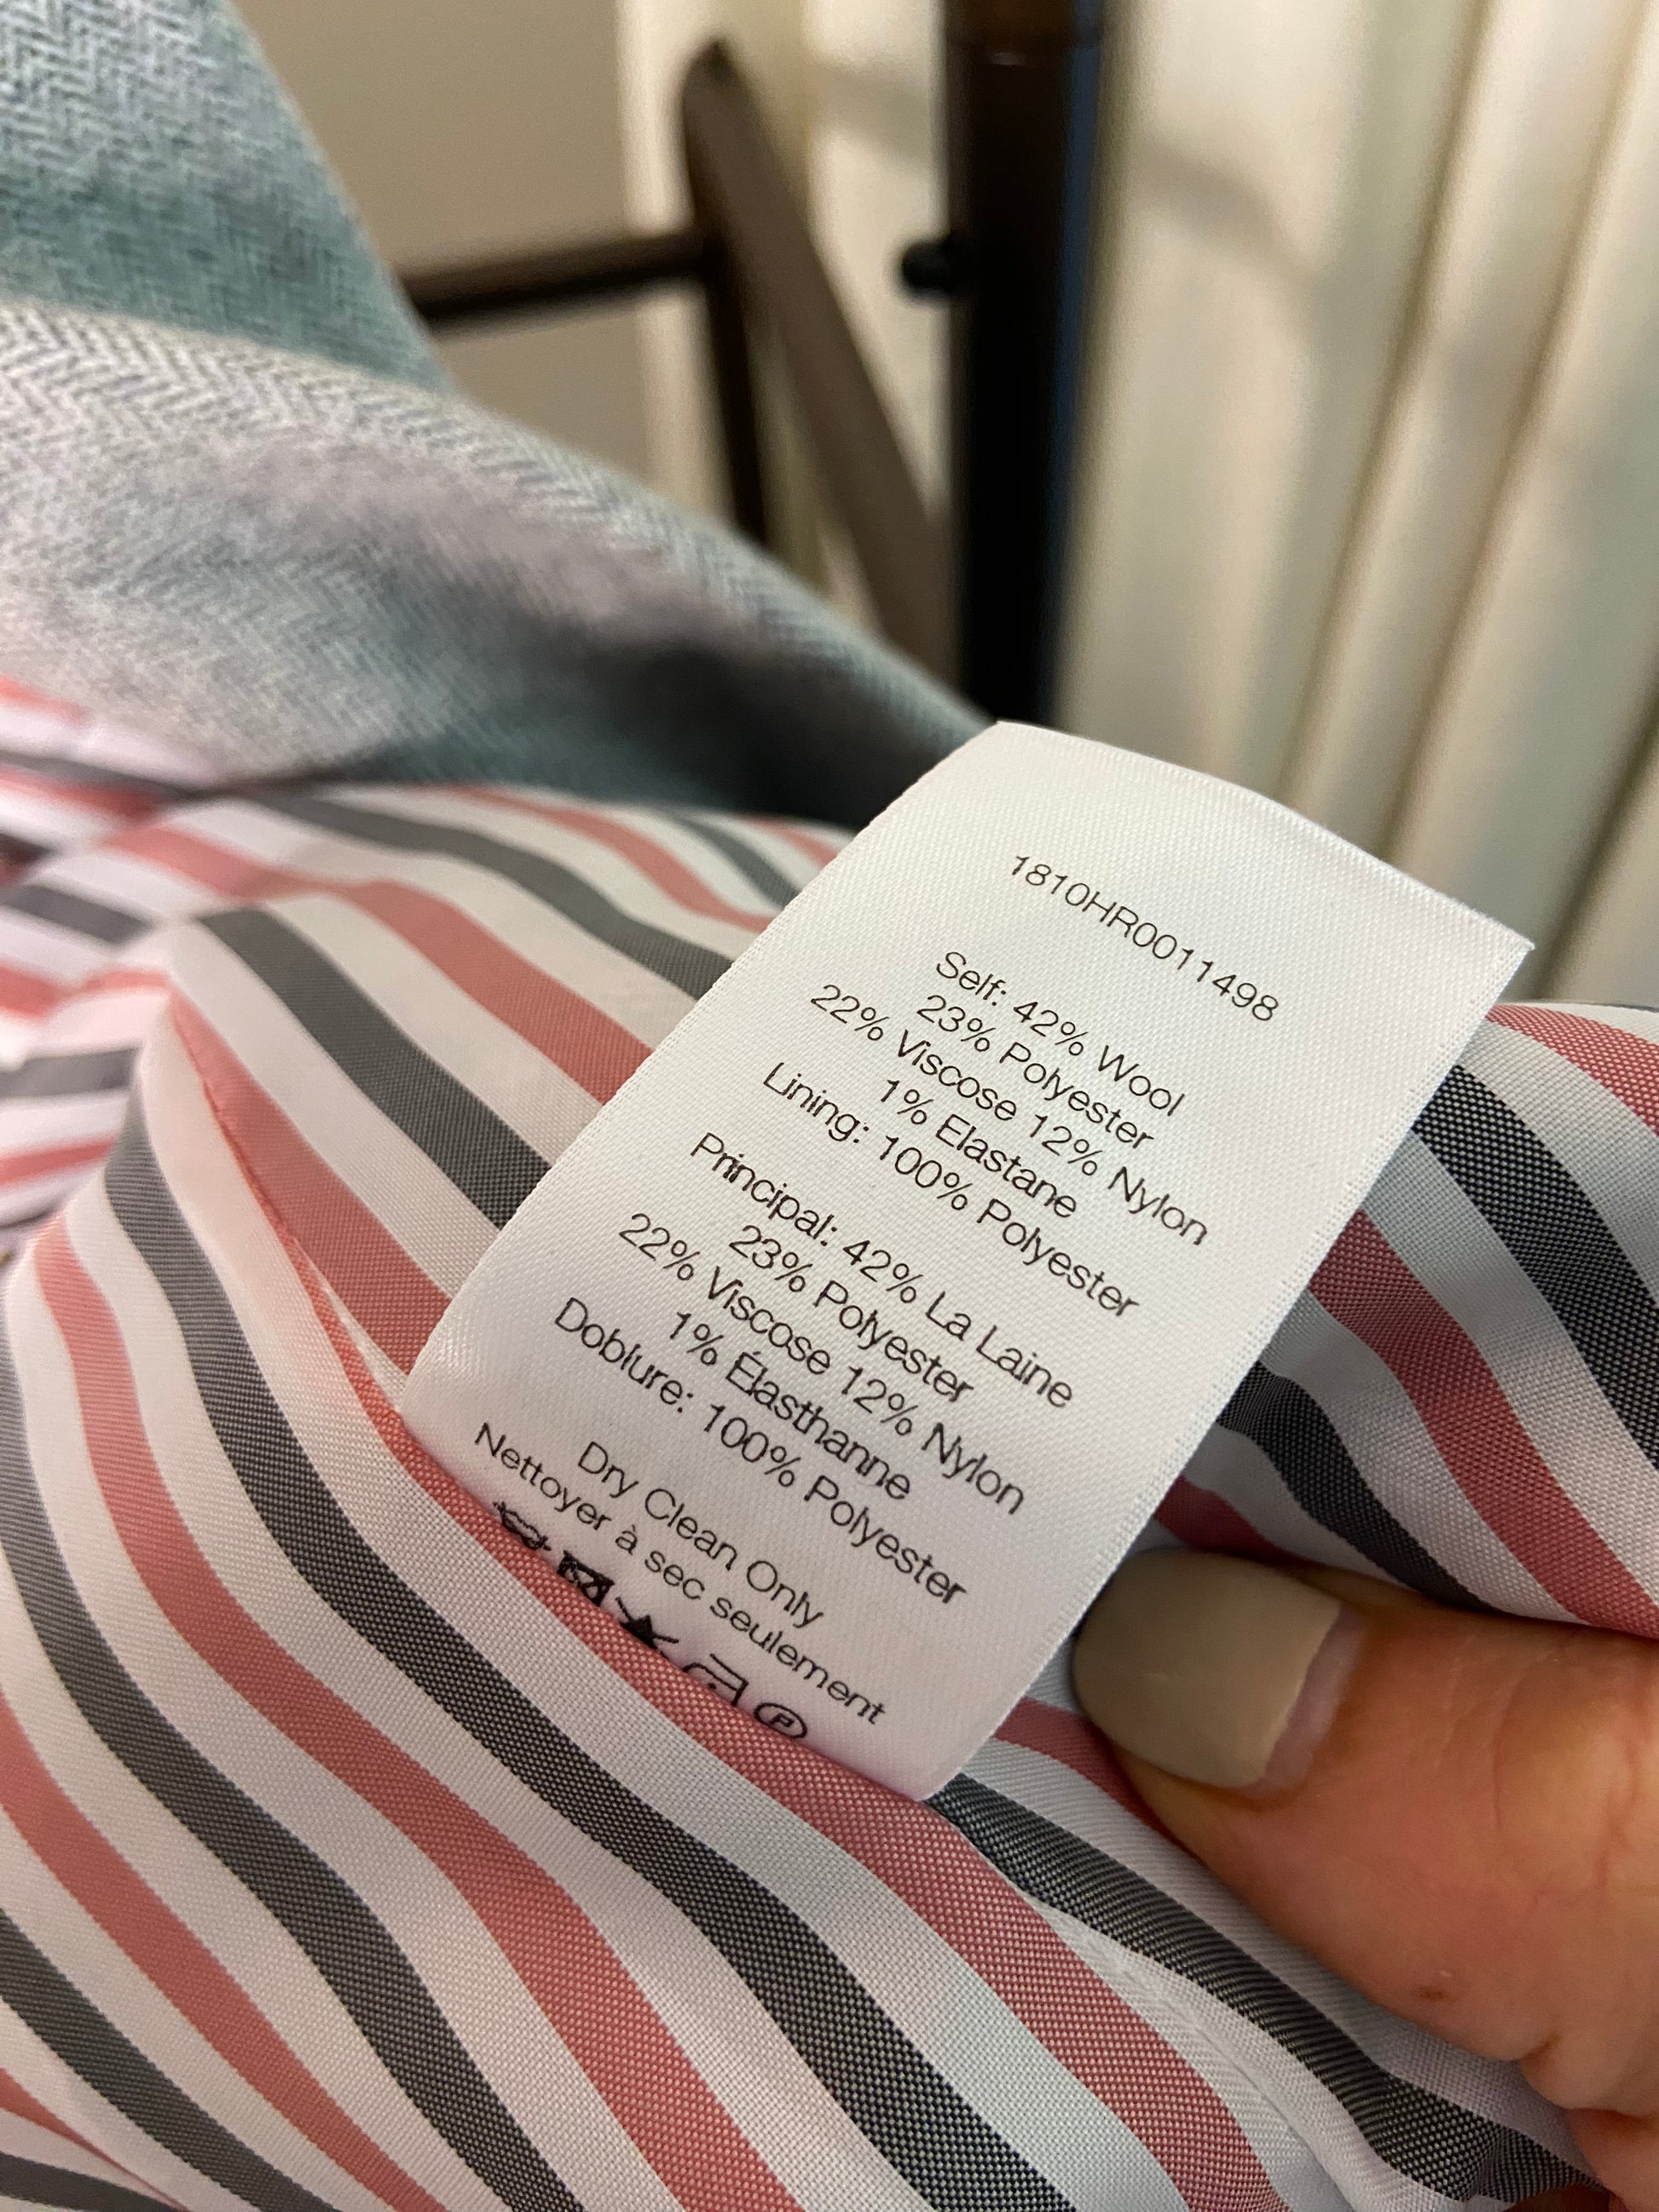 1810HR0011498
Self: 42% Wool
23% Polyester
22% Viscose 12% Nylon
1% Elastane
Lining: 100% Polyester
Principal: 42% La Laine
23% Polyester
22% Viscose 12% Nylon
1% Élasthanne
Doblure: 100% Polyester
Dry Clean Only
Nettoyer à sec seulement
P